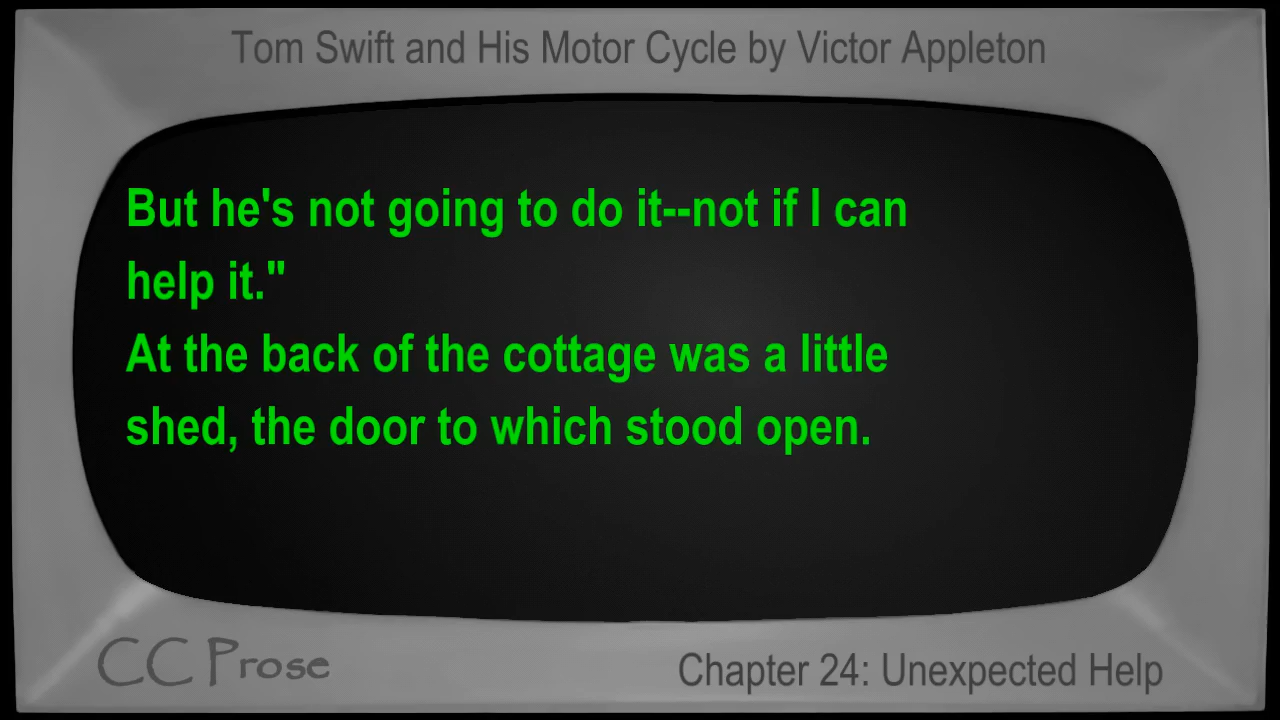 Tom Swift and His Motor Cycle by Victor Appleton
But he's not going to do it--not if I can
help it."
At the back of the cottage was a little
shed, the door to which stood open.
CC Prose
Chapter 24: Unexpected Help